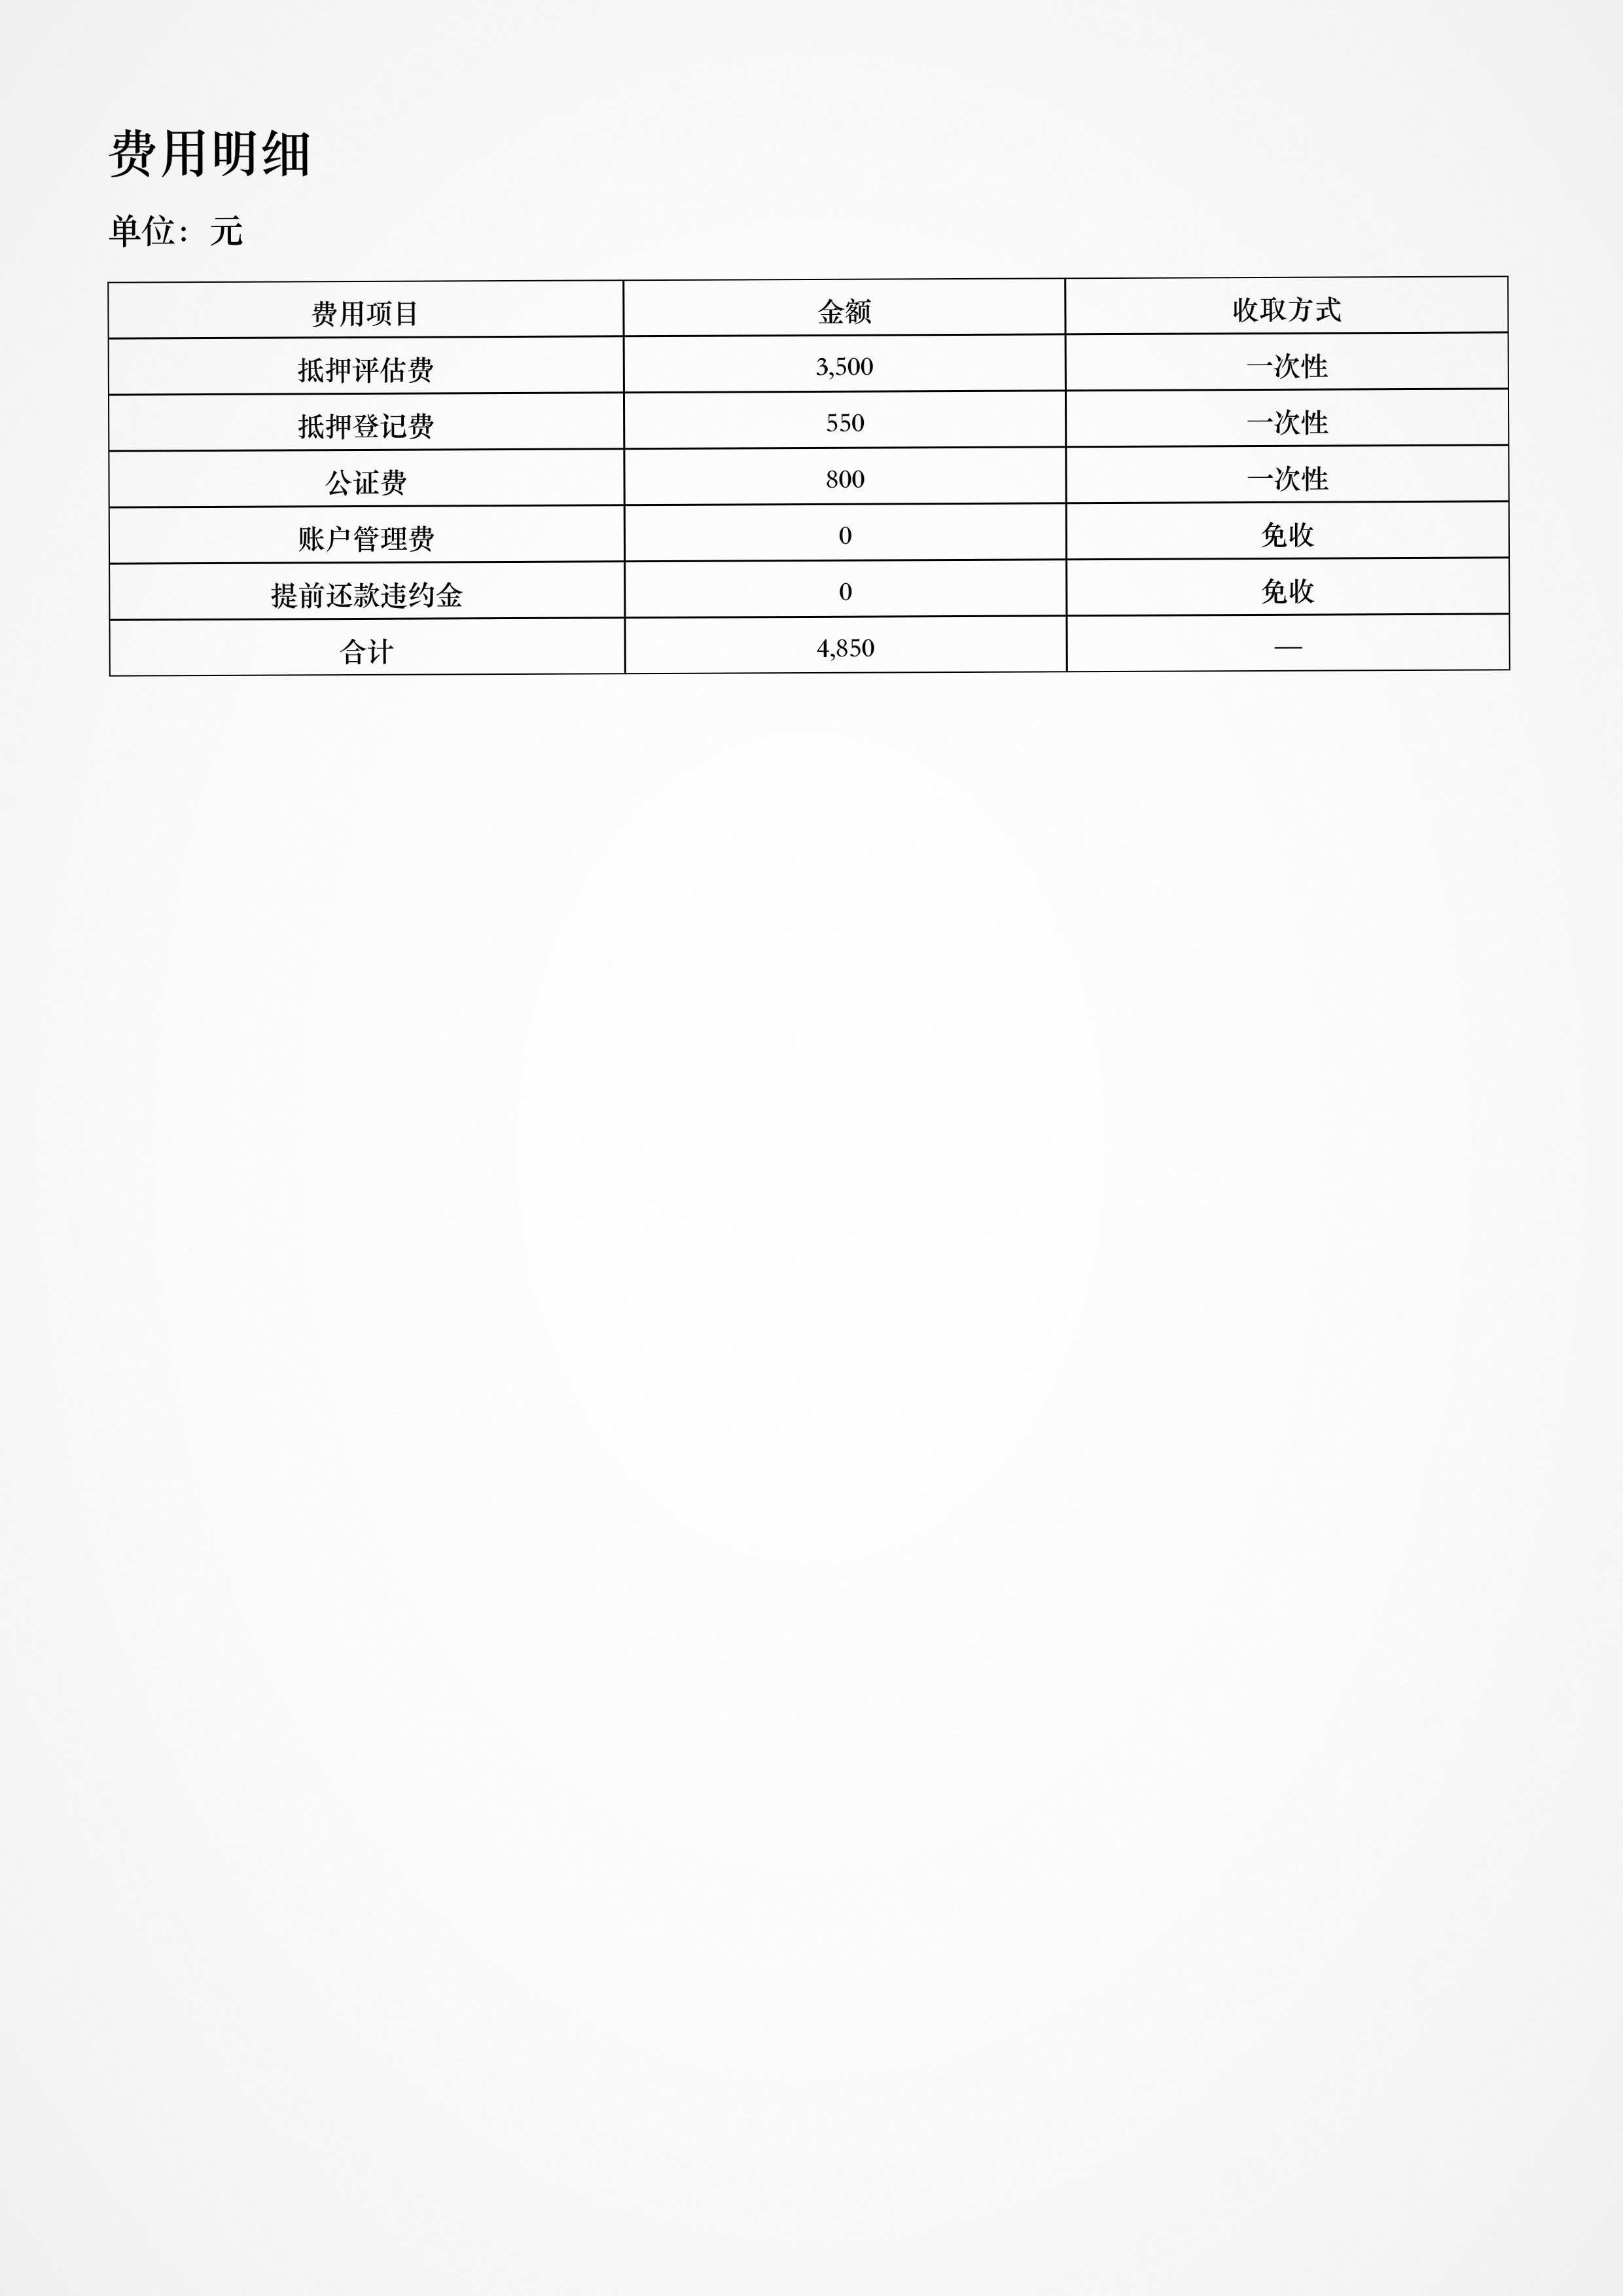 费用明细
单位：元
费用项目 金额 收取方式
抵押评估费 3,500 一次性
抵押登记费 550 一次性
公证费 800 一次性
账户管理费 0 免收
提前还款违约金 0 免收
合计 4,850 —